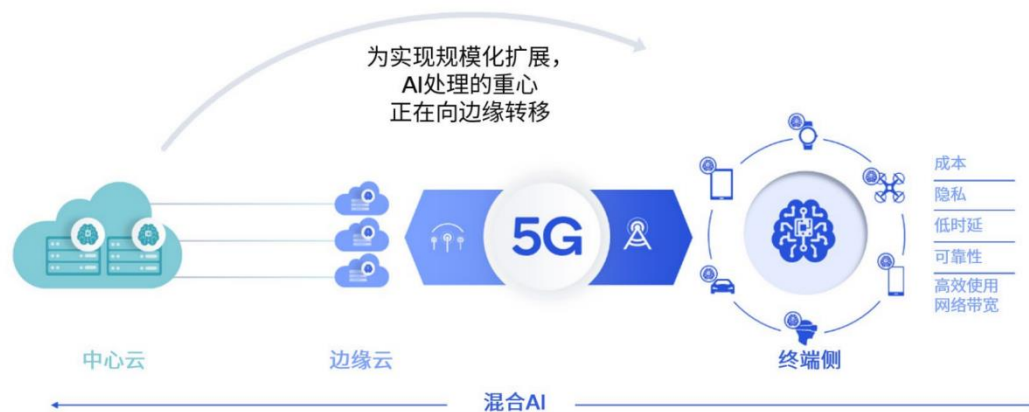 为实现规模化扩展，
AI处理的重心
正在向边缘转移
5G
成本
隐私
低时延
可靠性
高效使用
网络带宽
中心云
边缘云
终端侧
混合AI